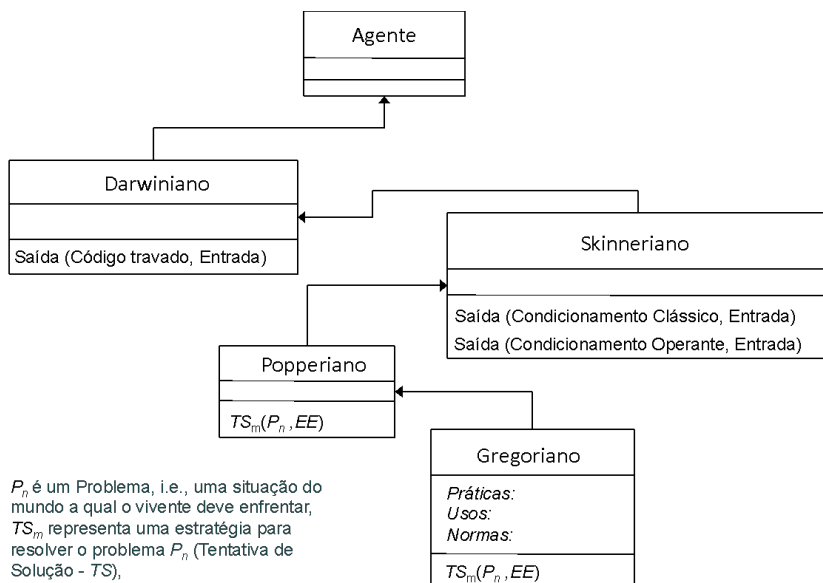 Agente
Darwiniano
Saída (Código travado, Entrada)
Skinneriano
Saída (Condicionamento Clássico, Entrada)
Saída (Condicionamento Operante, Entrada)
Popperiano
TSm(Pn ,EE)
Gregoriano
Práticas:
Usos:
Normas:
TSm(Pn ,EE)
Pn é um Problema, i.e., uma situação do
mundo a qual o vivente deve enfrentar,
TSm representa uma estratégia para
resolver o problema Pn (Tentativa de
Solução - TS),